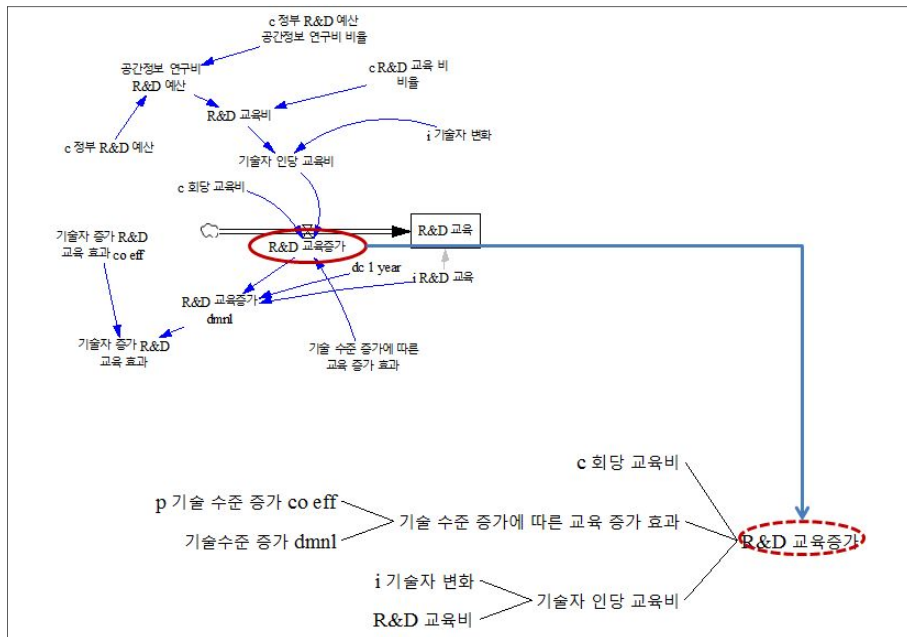 c 정부 R&D 예산
공간정보 연구비 비율
공간정보 연구비
R&D 예산
c R&D 교육 비
비율
R&D 교육비
c 정부 R&D 예산
i 기술자 변화
기술자 인당 교육비
c 회당 교육비
기술자 증가 R&D
교육 효과 co eff
R&D 교육증가
R&D 교육
dc 1 year
i R&D 교육
R&D 교육증가
dmnl
기술자 증가 R&D
교육 효과
기술 수준 증가에 따른
교육 증가 효과
c 회당 교육비
p 기술 수준 증가 co eff
기술 수준 증가에 따른 교육 증가 효과
기술수준 증가 dmnl
R&D 교육증가
i 기술자 변화
기술자 인당 교육비
R&D 교육비